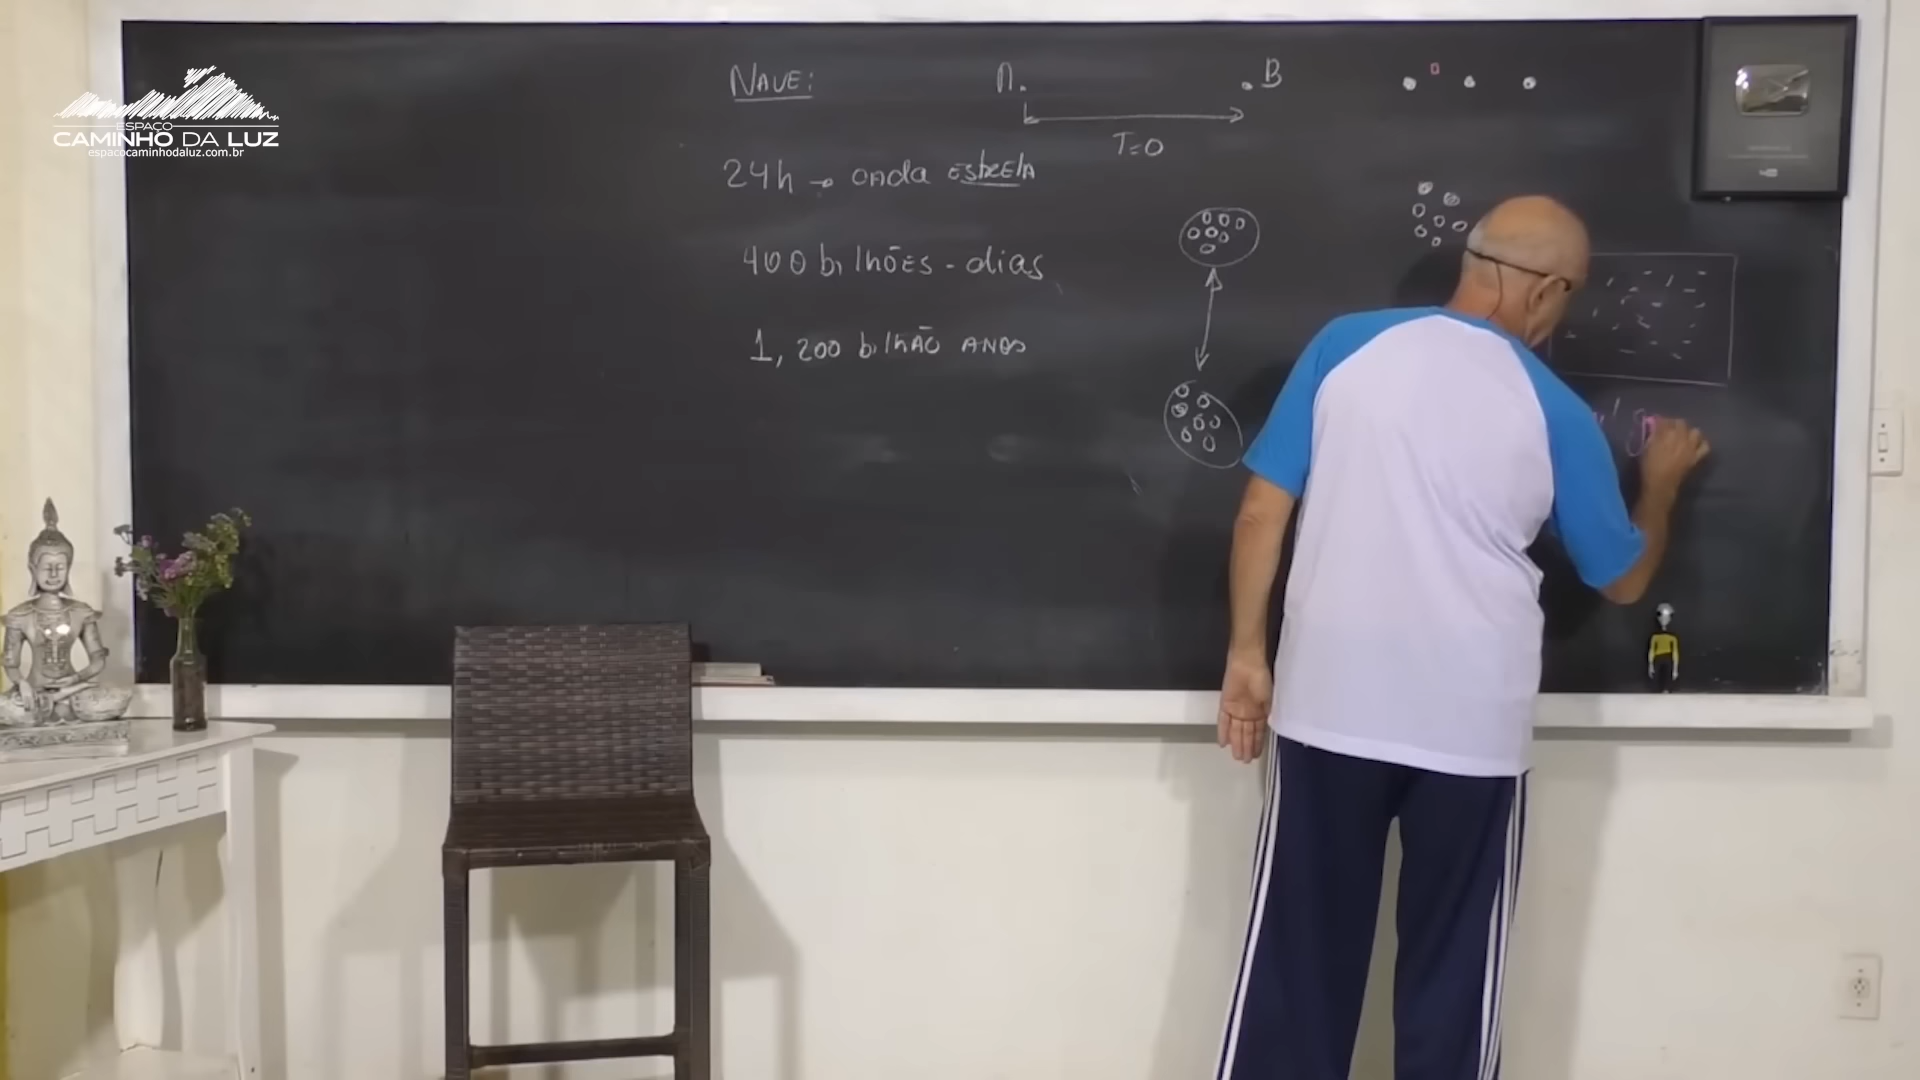 ESPAÇO
CAMINHO DA LUZ
espacocaminhodaluz.com.br
NAVE:
A.
B
T=0
24h → onda EStrElA
400 bilhÕES - dias
1, 200 bilhÃO ANOS